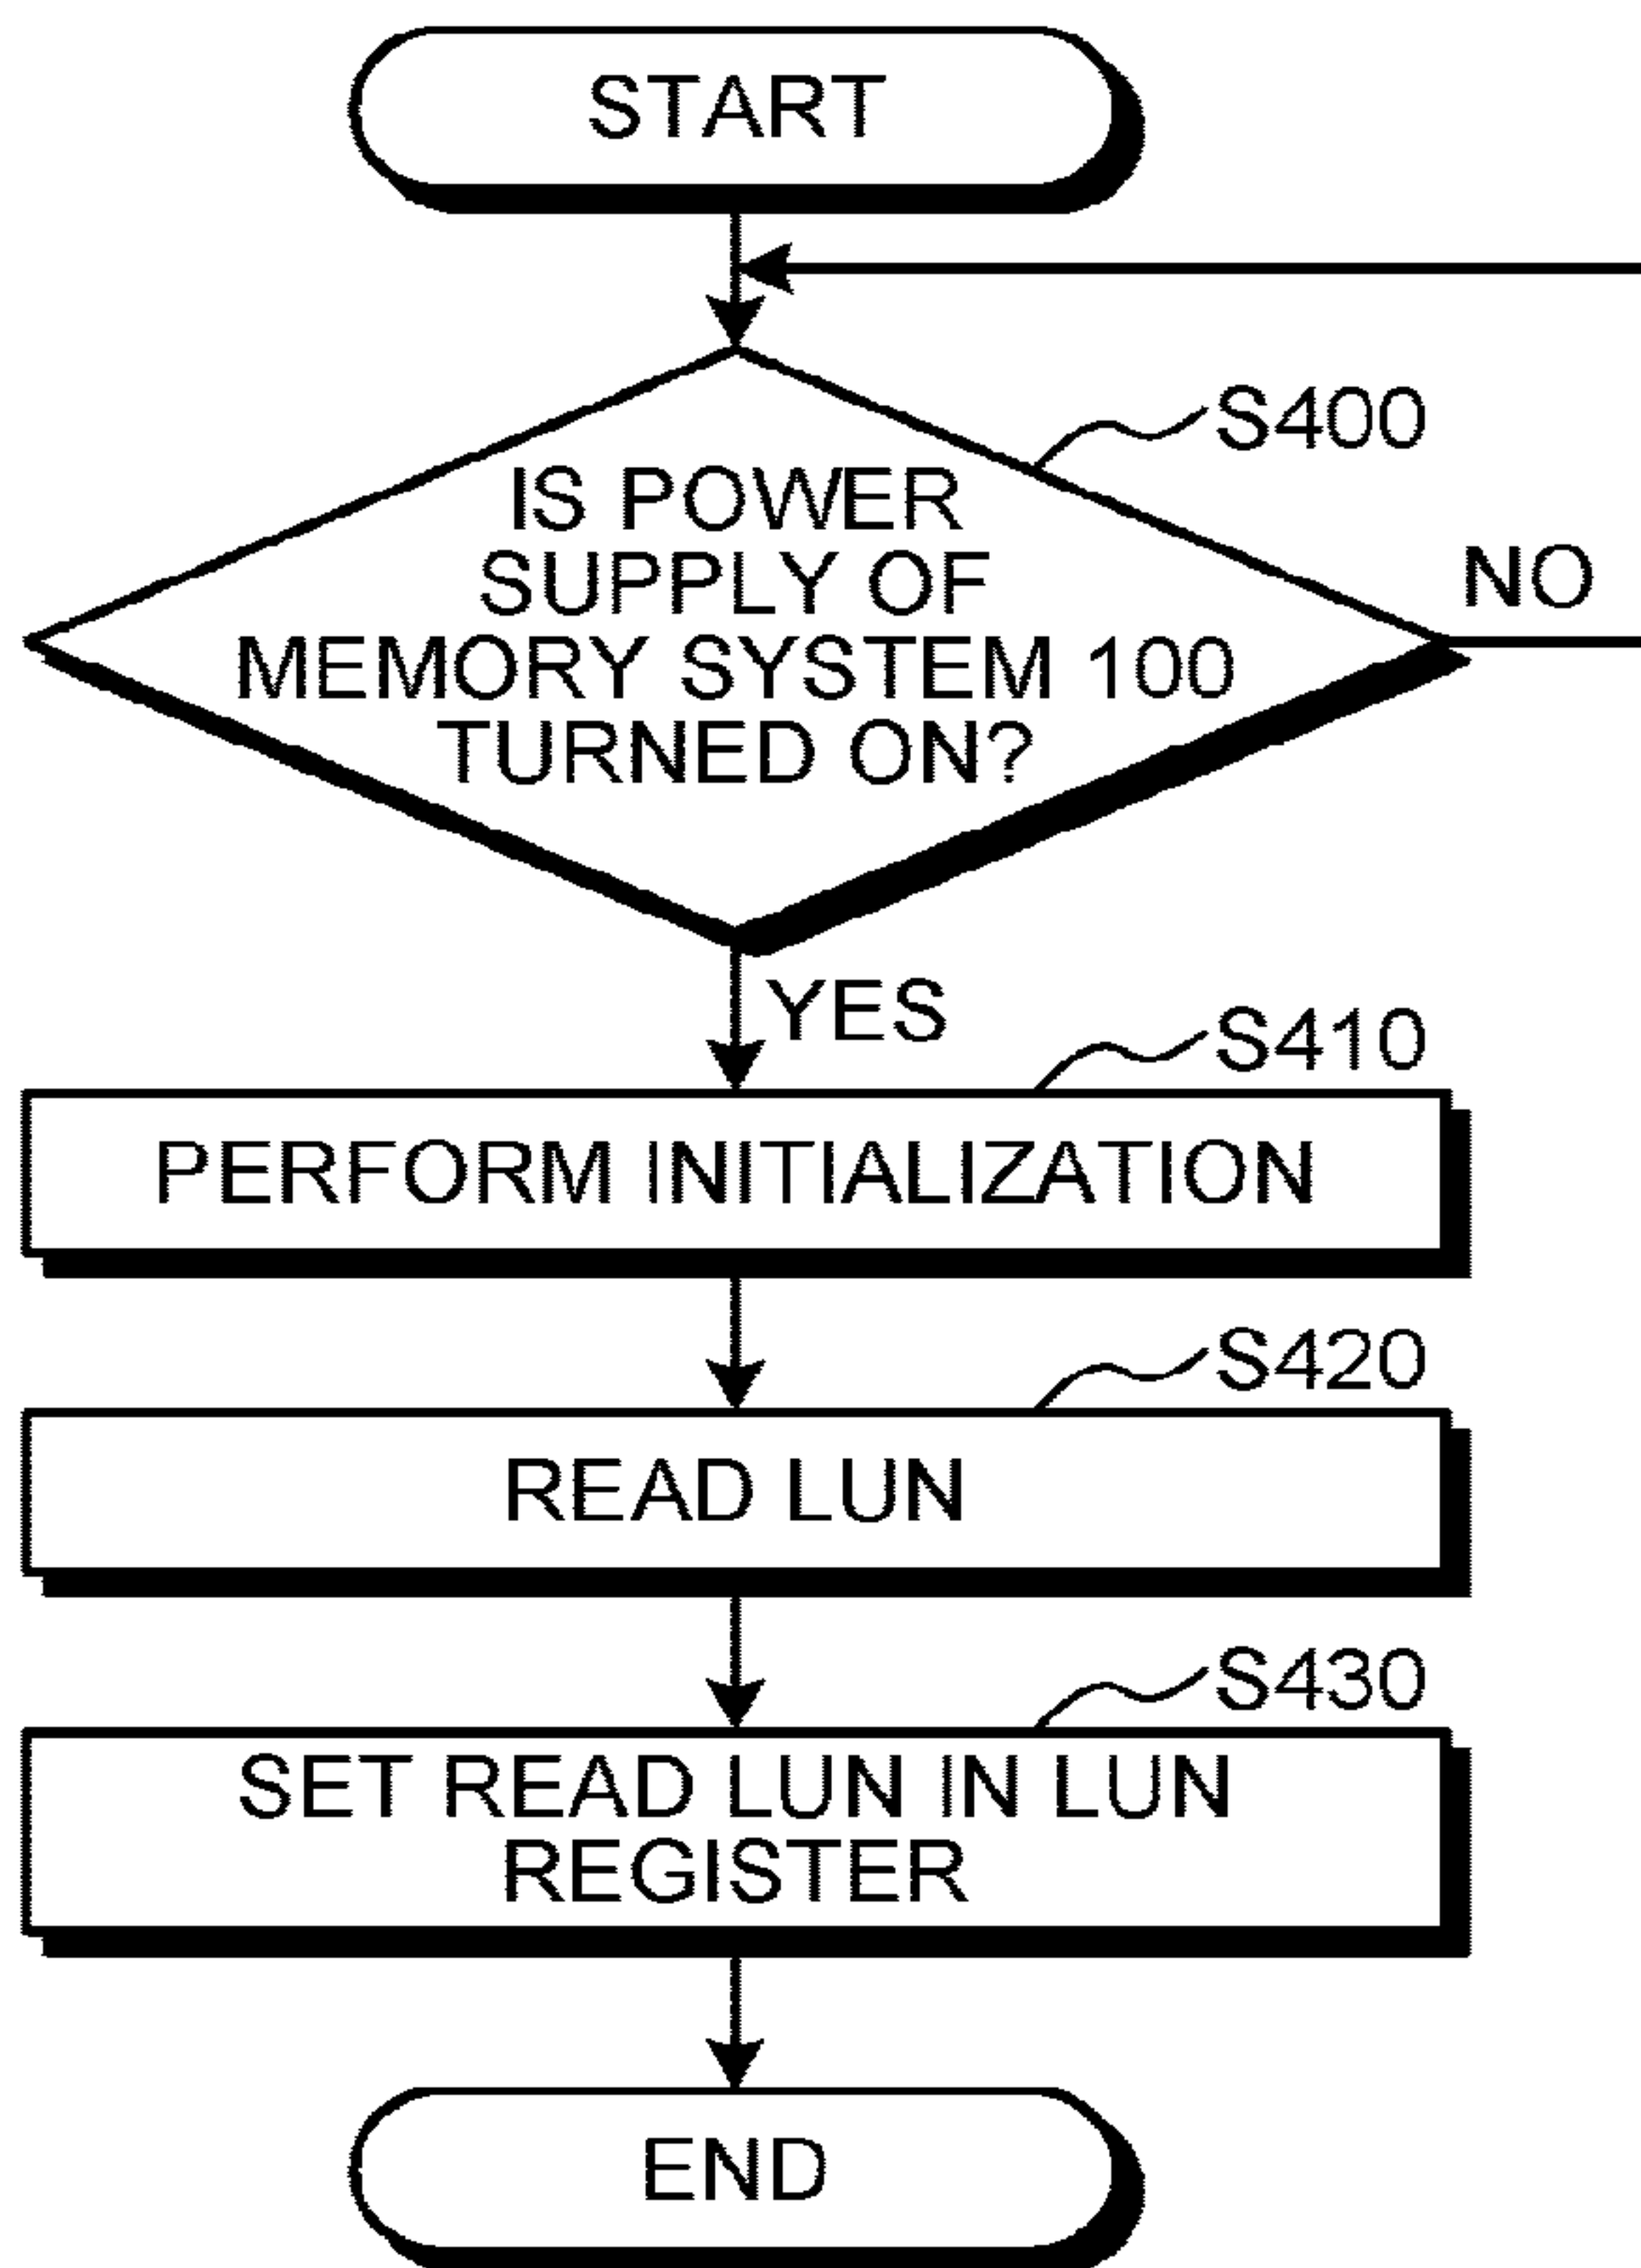 START
S400
IS POWER
SUPPLY OF
MEMORY SYSTEM 100
TURNED ON?
NO
YES
S410
PERFORM INITIALIZATION
S420
READ LUN
S430
SET READ LUN IN LUN
REGISTER
END